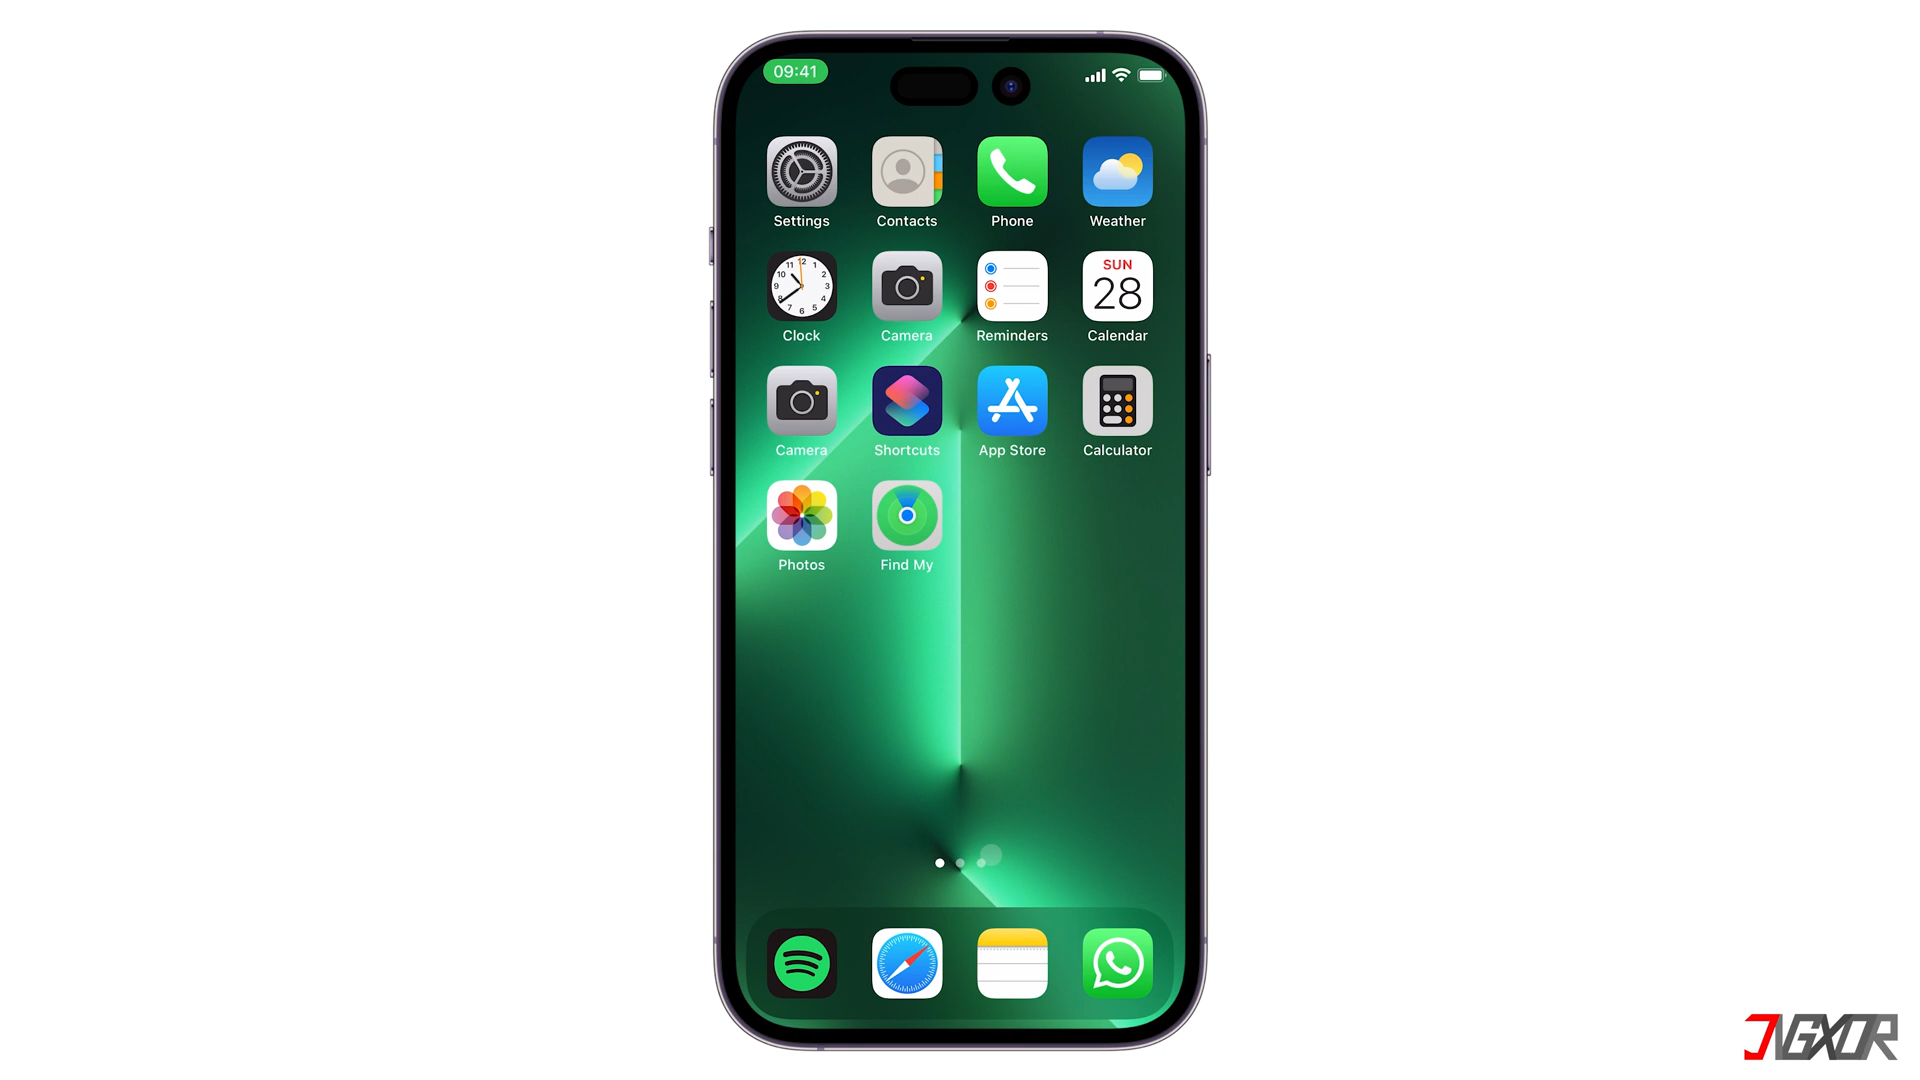 09:41
Settings Contacts Phone Weather
SUN
28
Clock Camera Reminders Calendar
Camera Shortcuts App Store Calculator
Photos Find My
JVGXOR